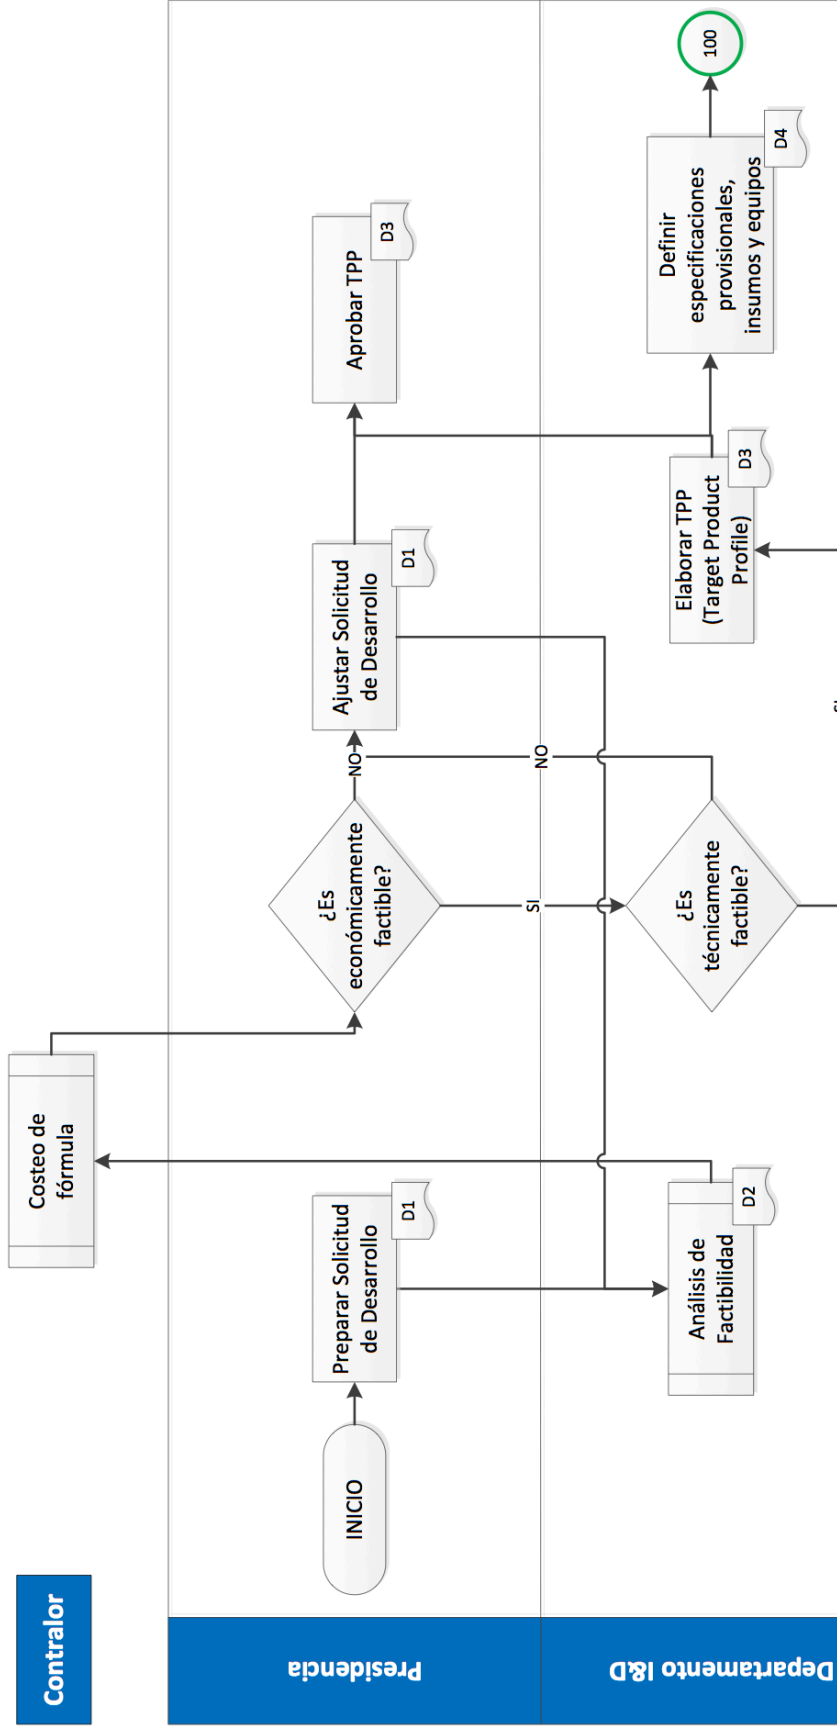 Contralor
Costeo de
fórmula
Presidencia
INICIO
Preparar Solicitud
de Desarrollo
D1
¿Es
económicamente
factible?
NO
SI
Ajustar Solicitud
de Desarrollo
D1
Aprobar TPP
D3
Departamento I&D
Análisis de
Factibilidad
D2
¿Es
técnicamente
factible?
NO
Elaborar TPP
(Target Product
Profile)
D3
Definir
especificaciones
provisionales,
insumos y equipos
D4
100